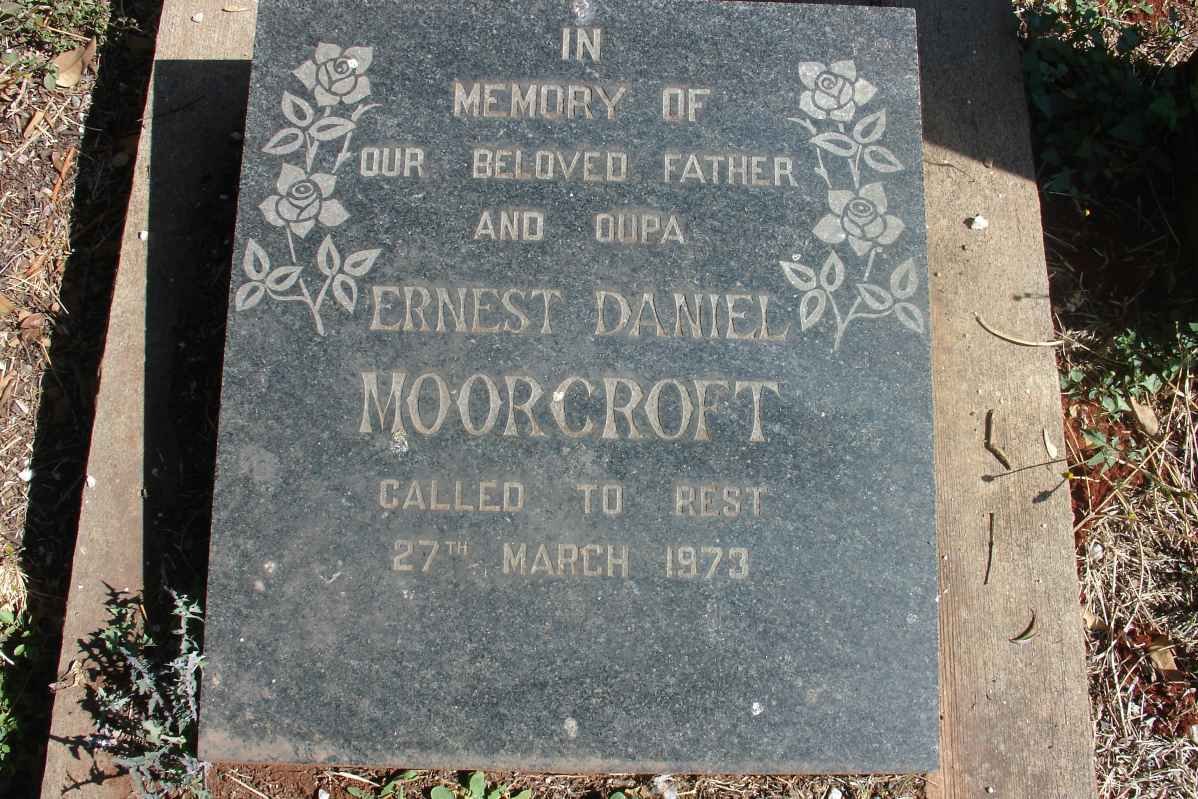 IN
MEMORY OF
OUR BELOVED FATHER
AND OUPA
ERNEST DANIEL
MOORCROFT
CALLED TO REST
27TH MARCH 1973